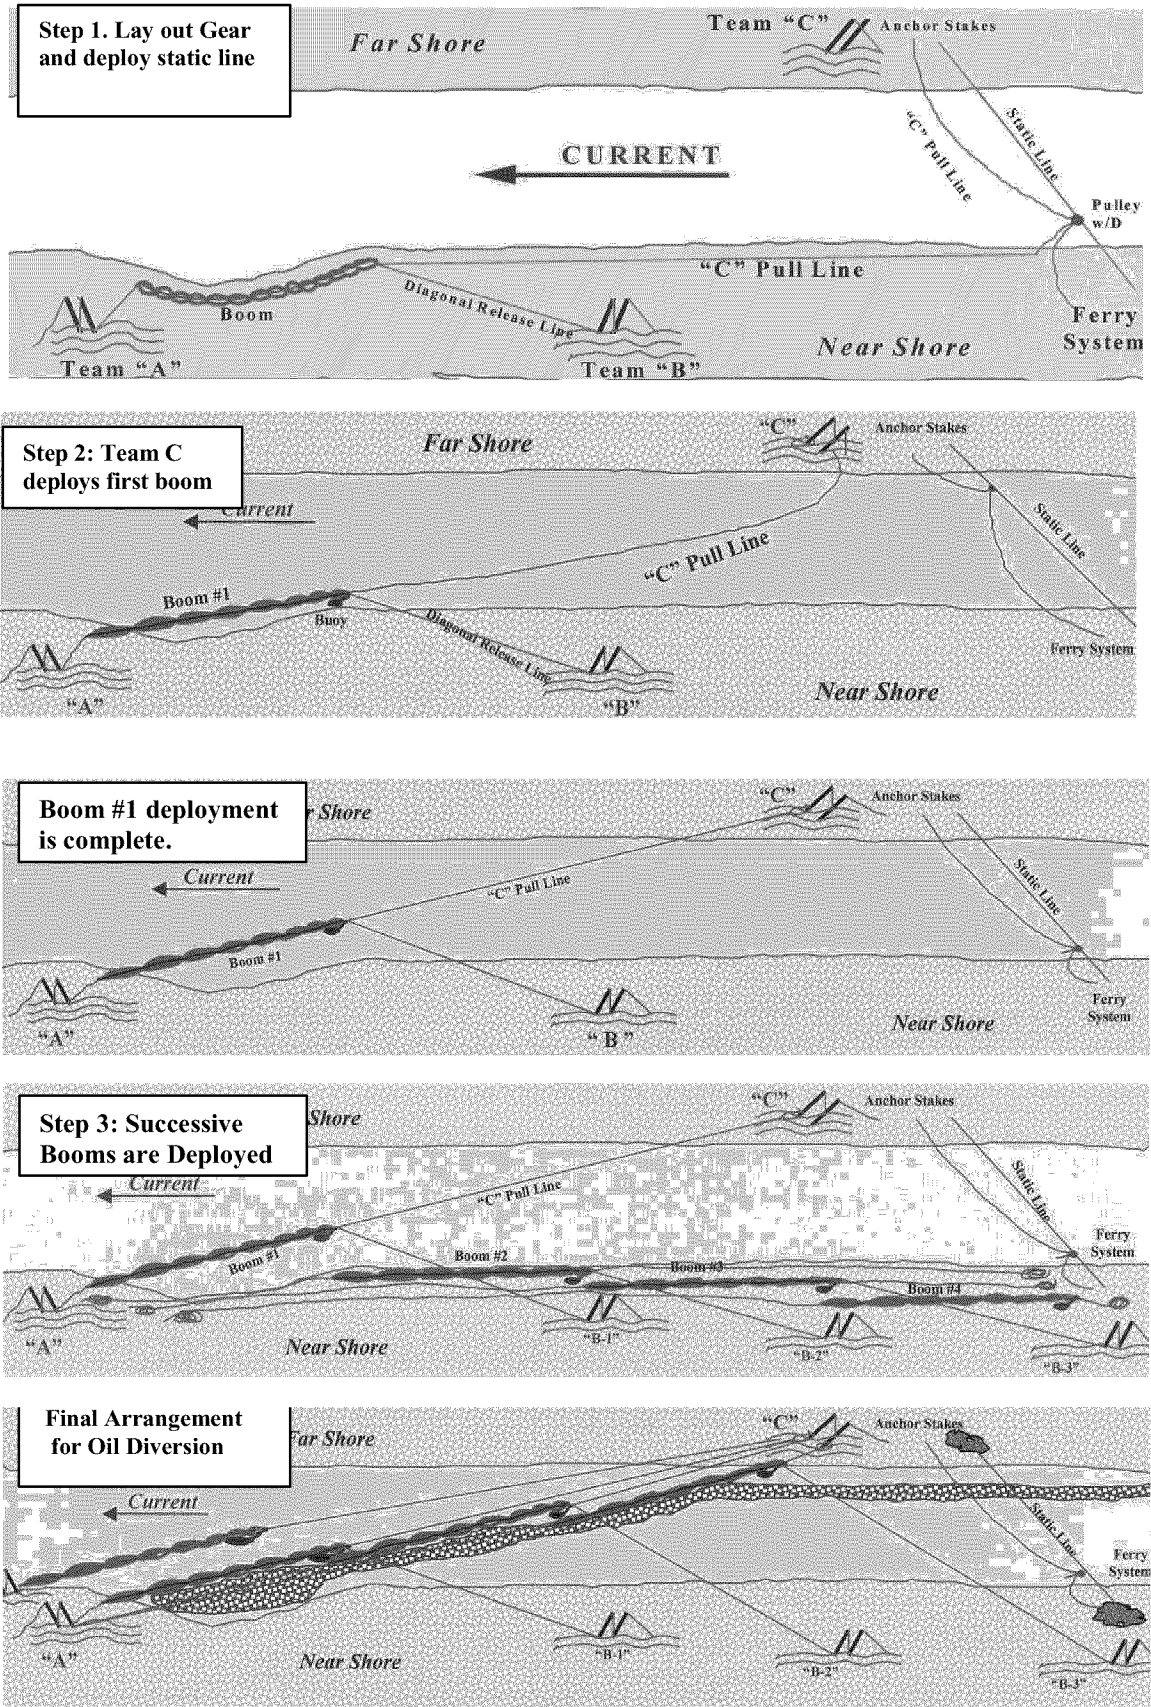 Step 1. Lay out Gear
and deploy static line
Far Shore
Team “C”
Anchor Stakes
CURRENT
“C” Pull Line
Static Line
Pulley
w/D
“C” Pull Line
Diagonal Release Line
Boom
Ferry
System
Near Shore
Team “A”
Team “B”
Step 2: Team C
deploys first boom
Far Shore
“C”
Anchor Stakes
Current
Static Line
“C” Pull Line
Boom #1
Buoy
Diagonal Release Line
Ferry System
Near Shore
“A”
“B”
Boom #1 deployment
is complete.
r Shore
“C”
Anchor Stakes
Current
“C” Pull Line
Static Line
Boom #1
Ferry
System
Near Shore
“A”
“B”
Step 3: Successive
Booms are Deployed
Shore
“C”
Anchor Stakes
Current
“C” Pull Line
Static Line
Boom #1
Boom #2
Boom #3
Boom #4
Ferry
System
“A”
Near Shore
“B-1”
“B-2”
“B-3”
Final Arrangement
for Oil Diversion
Far Shore
“C”
Anchor Stakes
Current
Static Line
Ferry
System
“A”
Near Shore
“B-1”
“B-2”
“B-3”